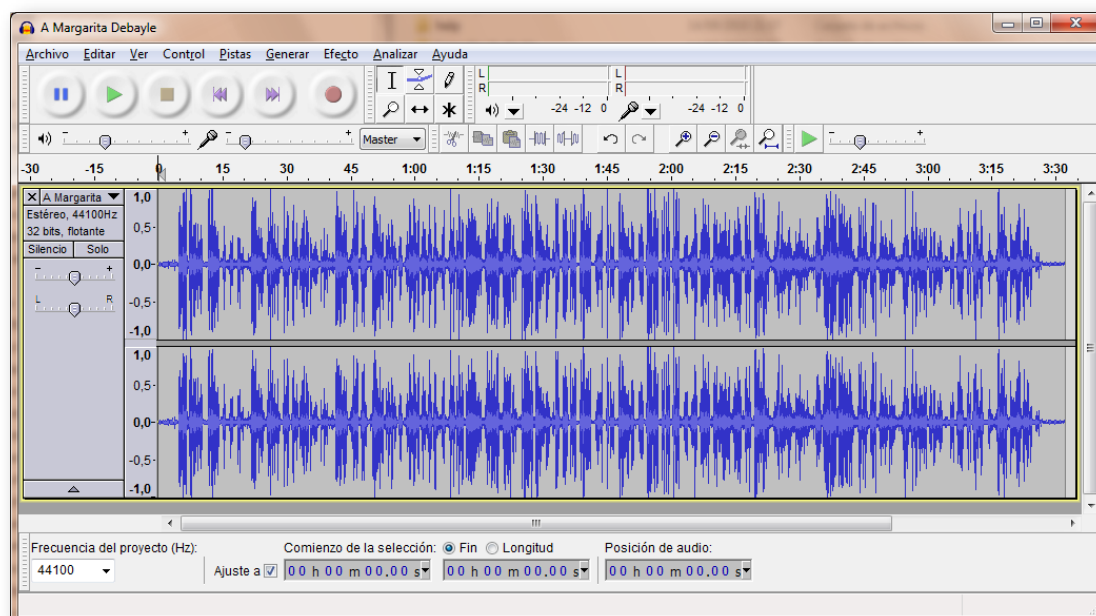 A Margarita Debayle
Archivo Editar Ver Control Pistas Generar Efecto Analizar Ayuda
L
R
-24 -12 0
L
R
-24 -12 0
- +
- +
Master
- +
-30 -15 0 15 30 45 1:00 1:15 1:30 1:45 2:00 2:15 2:30 2:45 3:00 3:15 3:30
A Margarita
Estéreo, 44100Hz
32 bits, flotante
Silencio Solo
- +
L R
1,0
0,5-
0,0-
-0,5-
-1,0
1,0
0,5-
0,0-
-0,5-
-1,0
Frecuencia del proyecto (Hz): Comienzo de la selección: Fin Longitud Posición de audio:
44100 Ajuste a 00 h 00 m 00.00 s 00 h 00 m 00.00 s 00 h 00 m 00.00 s